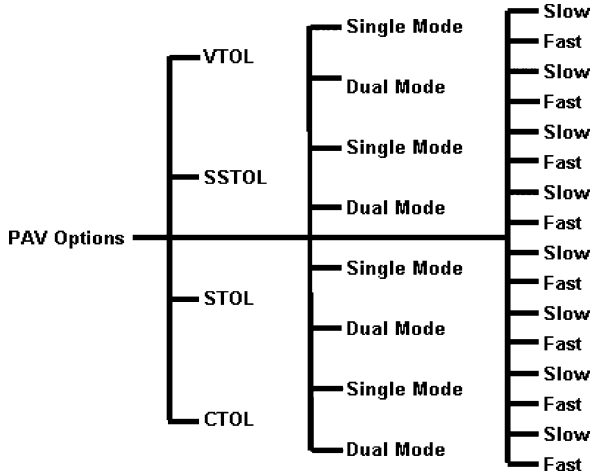 PAV Options
VTOL
SSTOL
STOL
CTOL
Single Mode
Dual Mode
Single Mode
Dual Mode
Single Mode
Dual Mode
Single Mode
Dual Mode
Slow
Fast
Slow
Fast
Slow
Fast
Slow
Fast
Slow
Fast
Slow
Fast
Slow
Fast
Slow
Fast